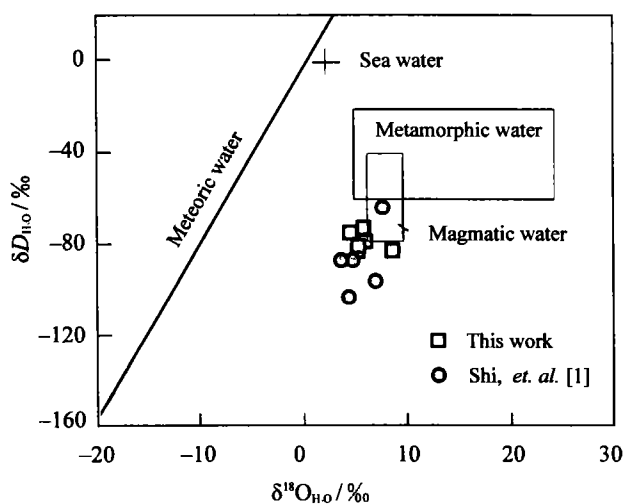 0
Sea water
Metamorphic water
−40
Meteoric water
δD_H₂O / ‰
−80
Magmatic water
−120
This work
Shi, et. al. [1]
−160
−20 −10 0 10 20 30
δ¹⁸O_H₂O / ‰